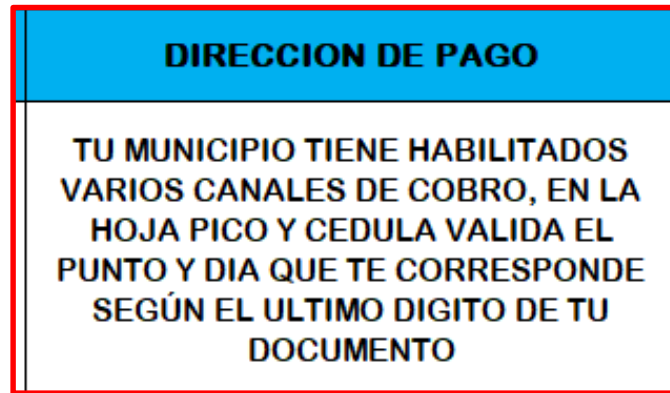 DIRECCION DE PAGO
TU MUNICIPIO TIENE HABILITADOS
VARIOS CANALES DE COBRO, EN LA
HOJA PICO Y CEDULA VALIDA EL
PUNTO Y DIA QUE TE CORRESPONDE
SEGÚN EL ULTIMO DIGITO DE TU
DOCUMENTO